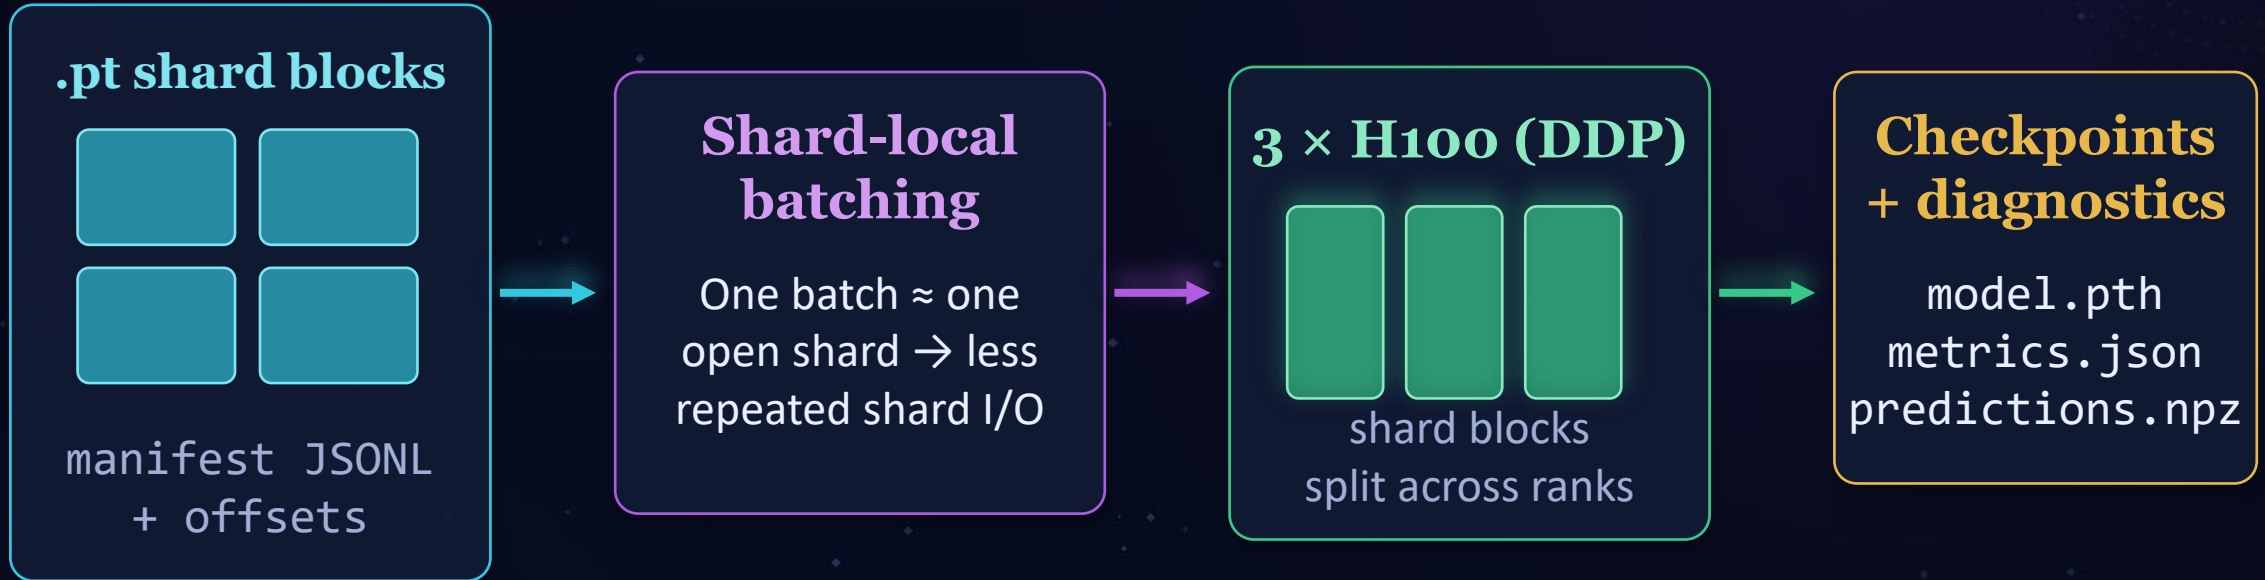 .pt shard blocks
manifest JSONL
+ offsets
Shard-local
batching
One batch ≈ one
open shard → less
repeated shard I/O
3 × H100 (DDP)
shard blocks
split across ranks
Checkpoints
+ diagnostics
model.pth
metrics.json
predictions.npz